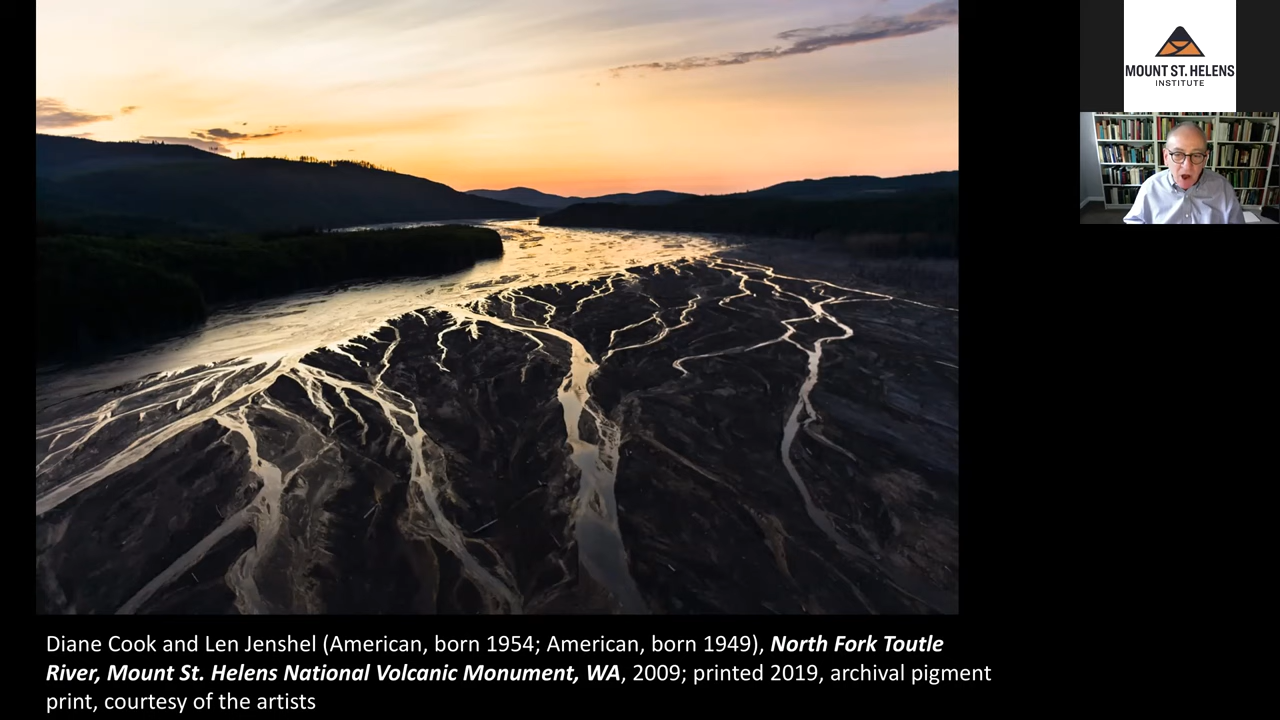 MOUNT ST. HELENS
INSTITUTE
Diane Cook and Len Jenshel (American, born 1954; American, born 1949), North Fork Toutle
River, Mount St. Helens National Volcanic Monument, WA, 2009; printed 2019, archival pigment
print, courtesy of the artists